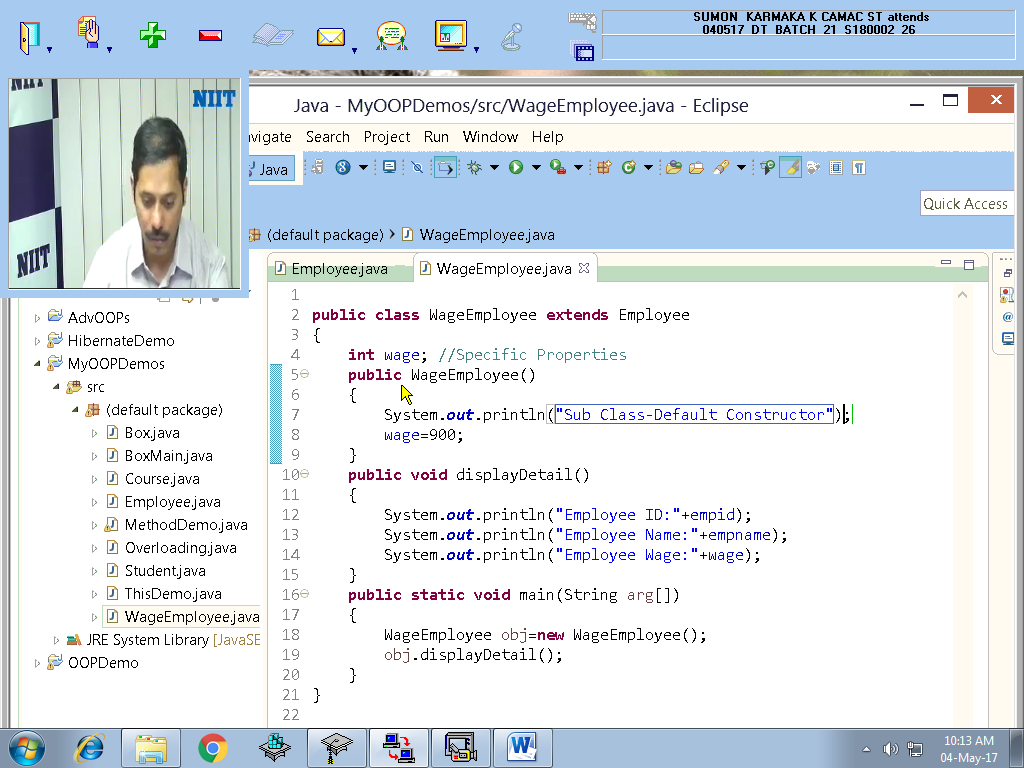 SUMON KARMAKA K CAMAC ST attends
040517_DT_BATCH_21_S180002_26
NIIT
NIIT
Java - MyOOPDemos/src/WageEmployee.java - Eclipse
avigate Search Project Run Window Help
Java
Quick Access
(default package) WageEmployee.java
Employee.java
WageEmployee.java
AdvOOPs
HibernateDemo
MyOOPDemos
src
(default package)
Box.java
BoxMain.java
Course.java
Employee.java
MethodDemo.java
Overloading.java
Student.java
ThisDemo.java
WageEmployee.java
JRE System Library [JavaSE
OOPDemo
1
2 public class WageEmployee extends Employee
3 {
4 int wage; //Specific Properties
5 public WageEmployee()
6 {
7 System.out.println("Sub Class-Default Constructor");
8 wage=900;
9 }
10 public void displayDetail()
11 {
12 System.out.println("Employee ID:"+empid);
13 System.out.println("Employee Name:"+empname);
14 System.out.println("Employee Wage:"+wage);
15 }
16 public static void main(String arg[])
17 {
18 WageEmployee obj=new WageEmployee();
19 obj.displayDetail();
20 }
21 }
22
10:13 AM
04-May-17